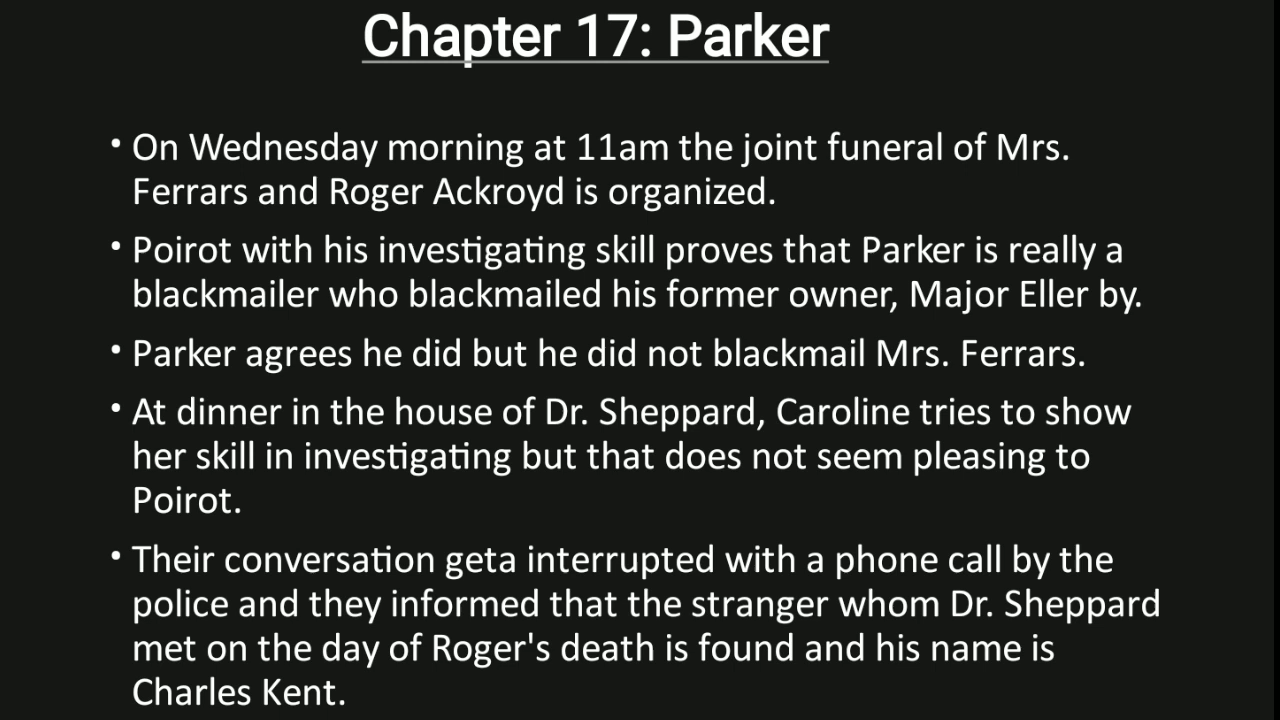 Chapter 17: Parker
• On Wednesday morning at 11am the joint funeral of Mrs.
Ferrars and Roger Ackroyd is organized.
• Poirot with his investigating skill proves that Parker is really a
blackmailer who blackmailed his former owner, Major Eller by.
• Parker agrees he did but he did not blackmail Mrs. Ferrars.
• At dinner in the house of Dr. Sheppard, Caroline tries to show
her skill in investigating but that does not seem pleasing to
Poirot.
• Their conversation geta interrupted with a phone call by the
police and they informed that the stranger whom Dr. Sheppard
met on the day of Roger's death is found and his name is
Charles Kent.